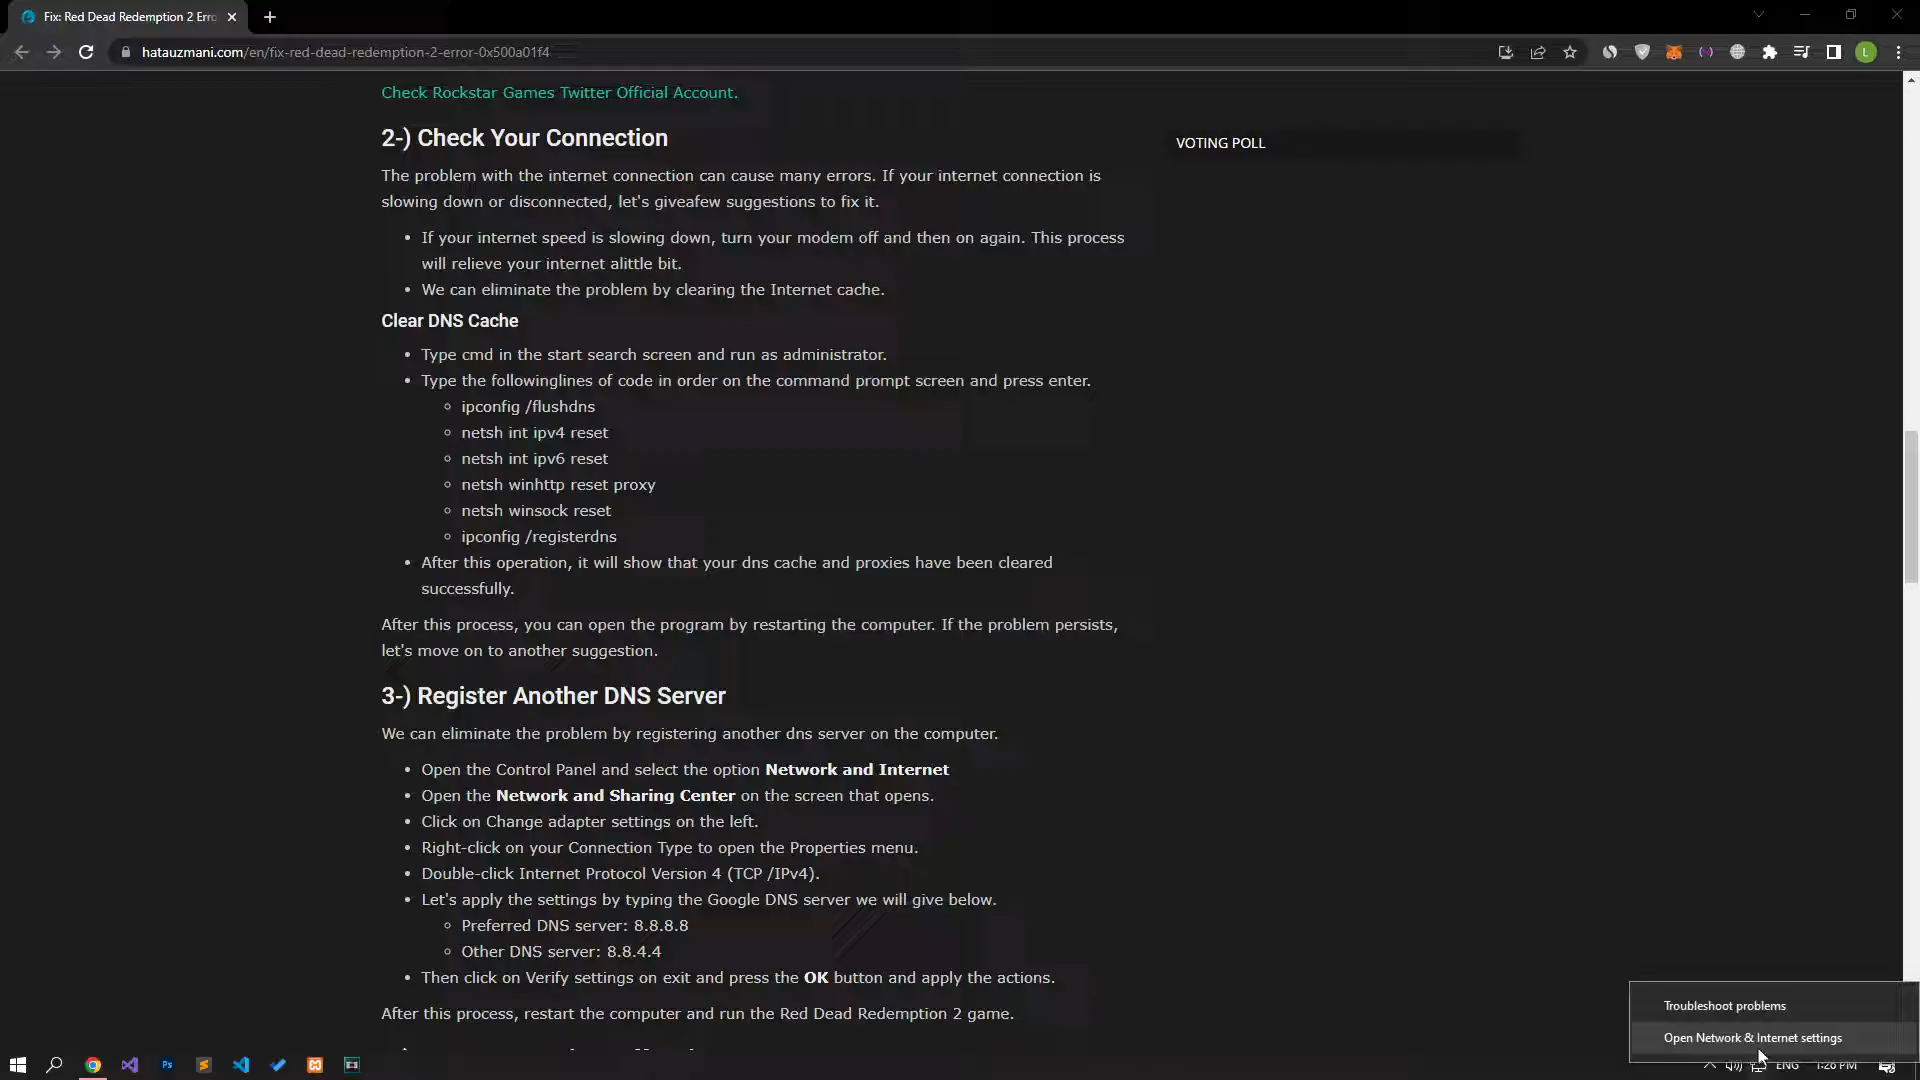 Fix: Red Dead Redemption 2 Erro
hatauzmani.com/en/fix-red-dead-redemption-2-error-0x500a01f4
L
Check Rockstar Games Twitter Official Account.
2-) Check Your Connection
VOTING POLL
The problem with the internet connection can cause many errors. If your internet connection is
slowing down or disconnected, let's giveafew suggestions to fix it.
If your internet speed is slowing down, turn your modem off and then on again. This process
will relieve your internet alittle bit.
We can eliminate the problem by clearing the Internet cache.
Clear DNS Cache
Type cmd in the start search screen and run as administrator.
Type the followinglines of code in order on the command prompt screen and press enter.
ipconfig /flushdns
netsh int ipv4 reset
netsh int ipv6 reset
netsh winhttp reset proxy
netsh winsock reset
ipconfig /registerdns
After this operation, it will show that your dns cache and proxies have been cleared
successfully.
After this process, you can open the program by restarting the computer. If the problem persists,
let's move on to another suggestion.
3-) Register Another DNS Server
We can eliminate the problem by registering another dns server on the computer.
Open the Control Panel and select the option Network and Internet
Open the Network and Sharing Center on the screen that opens.
Click on Change adapter settings on the left.
Right-click on your Connection Type to open the Properties menu.
Double-click Internet Protocol Version 4 (TCP /IPv4).
Let's apply the settings by typing the Google DNS server we will give below.
Preferred DNS server: 8.8.8.8
Other DNS server: 8.8.4.4
Then click on Verify settings on exit and press the OK button and apply the actions.
After this process, restart the computer and run the Red Dead Redemption 2 game.
Troubleshoot problems
Open Network & Internet settings
Ps
ENG
1:26 PM